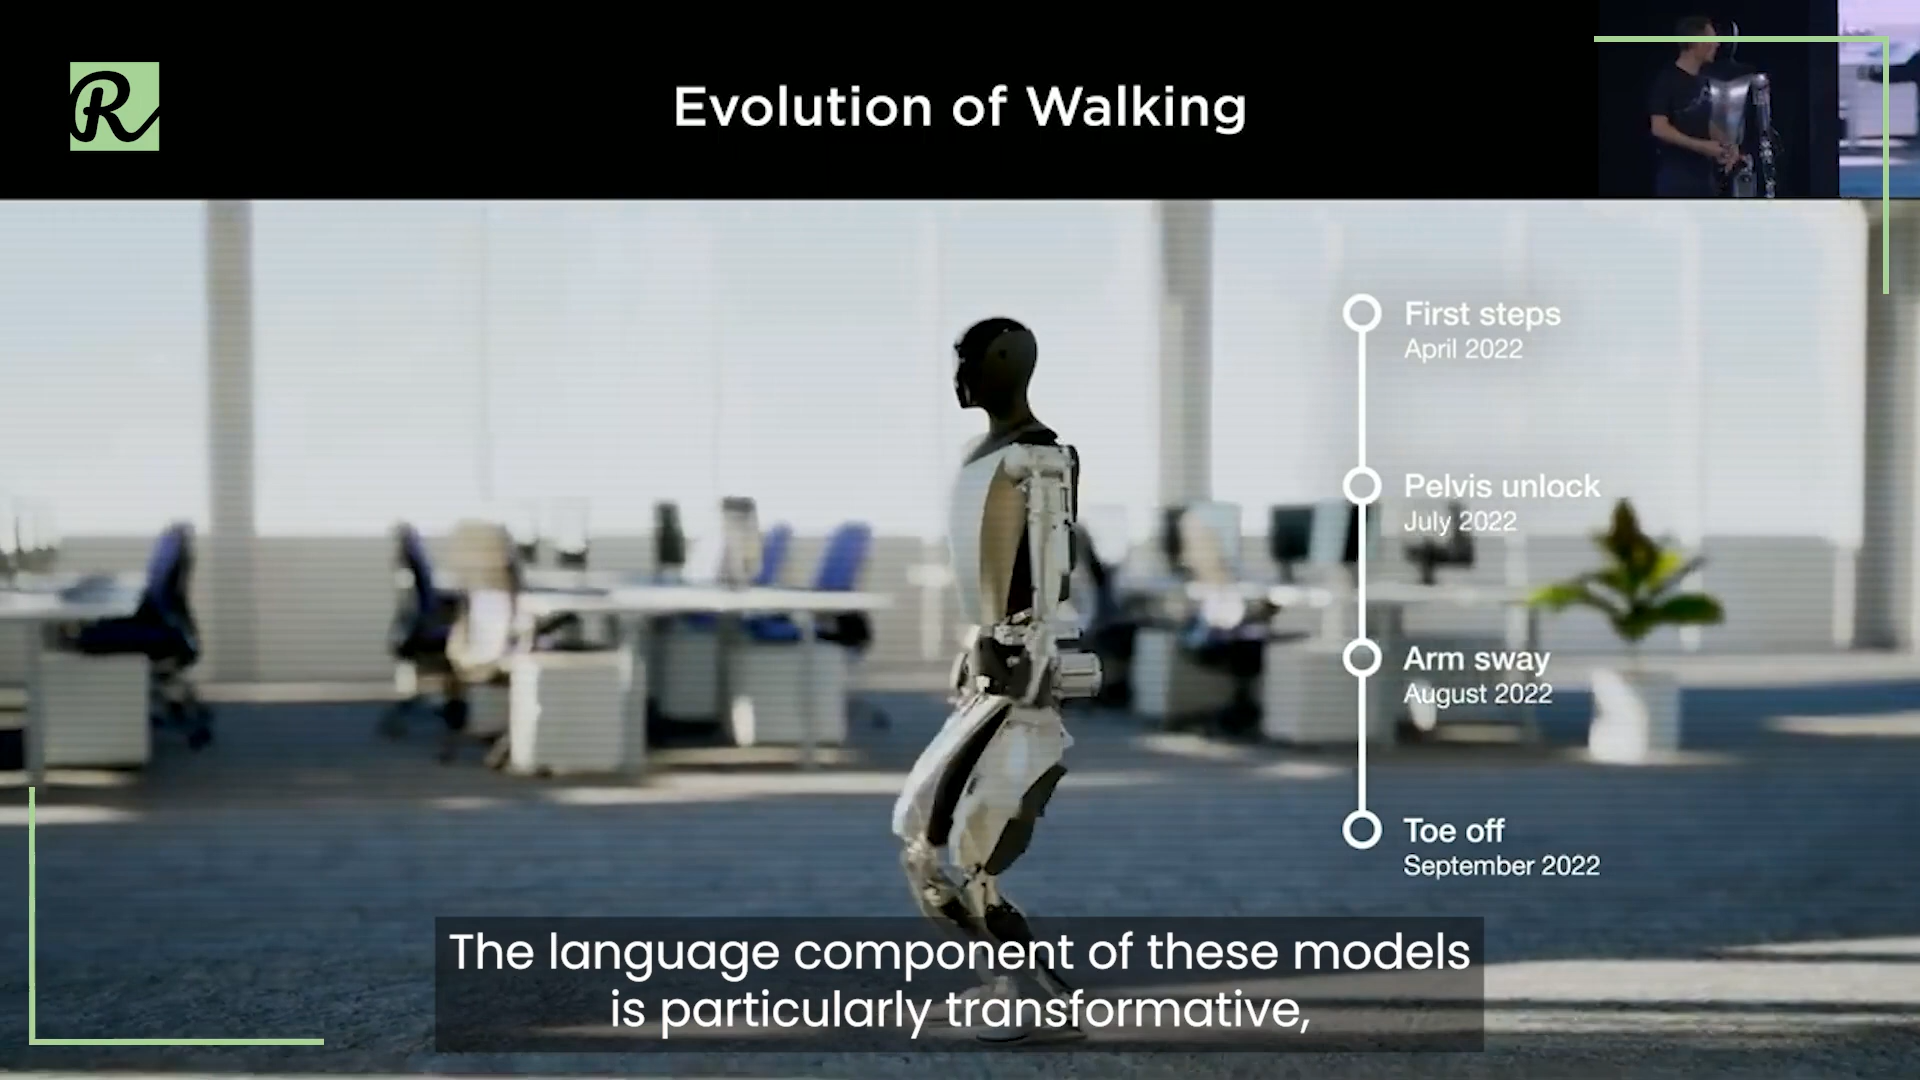 R
Evolution of Walking
First steps
April 2022
Pelvis unlock
July 2022
Arm sway
August 2022
Toe off
September 2022
The language component of these models
is particularly transformative,